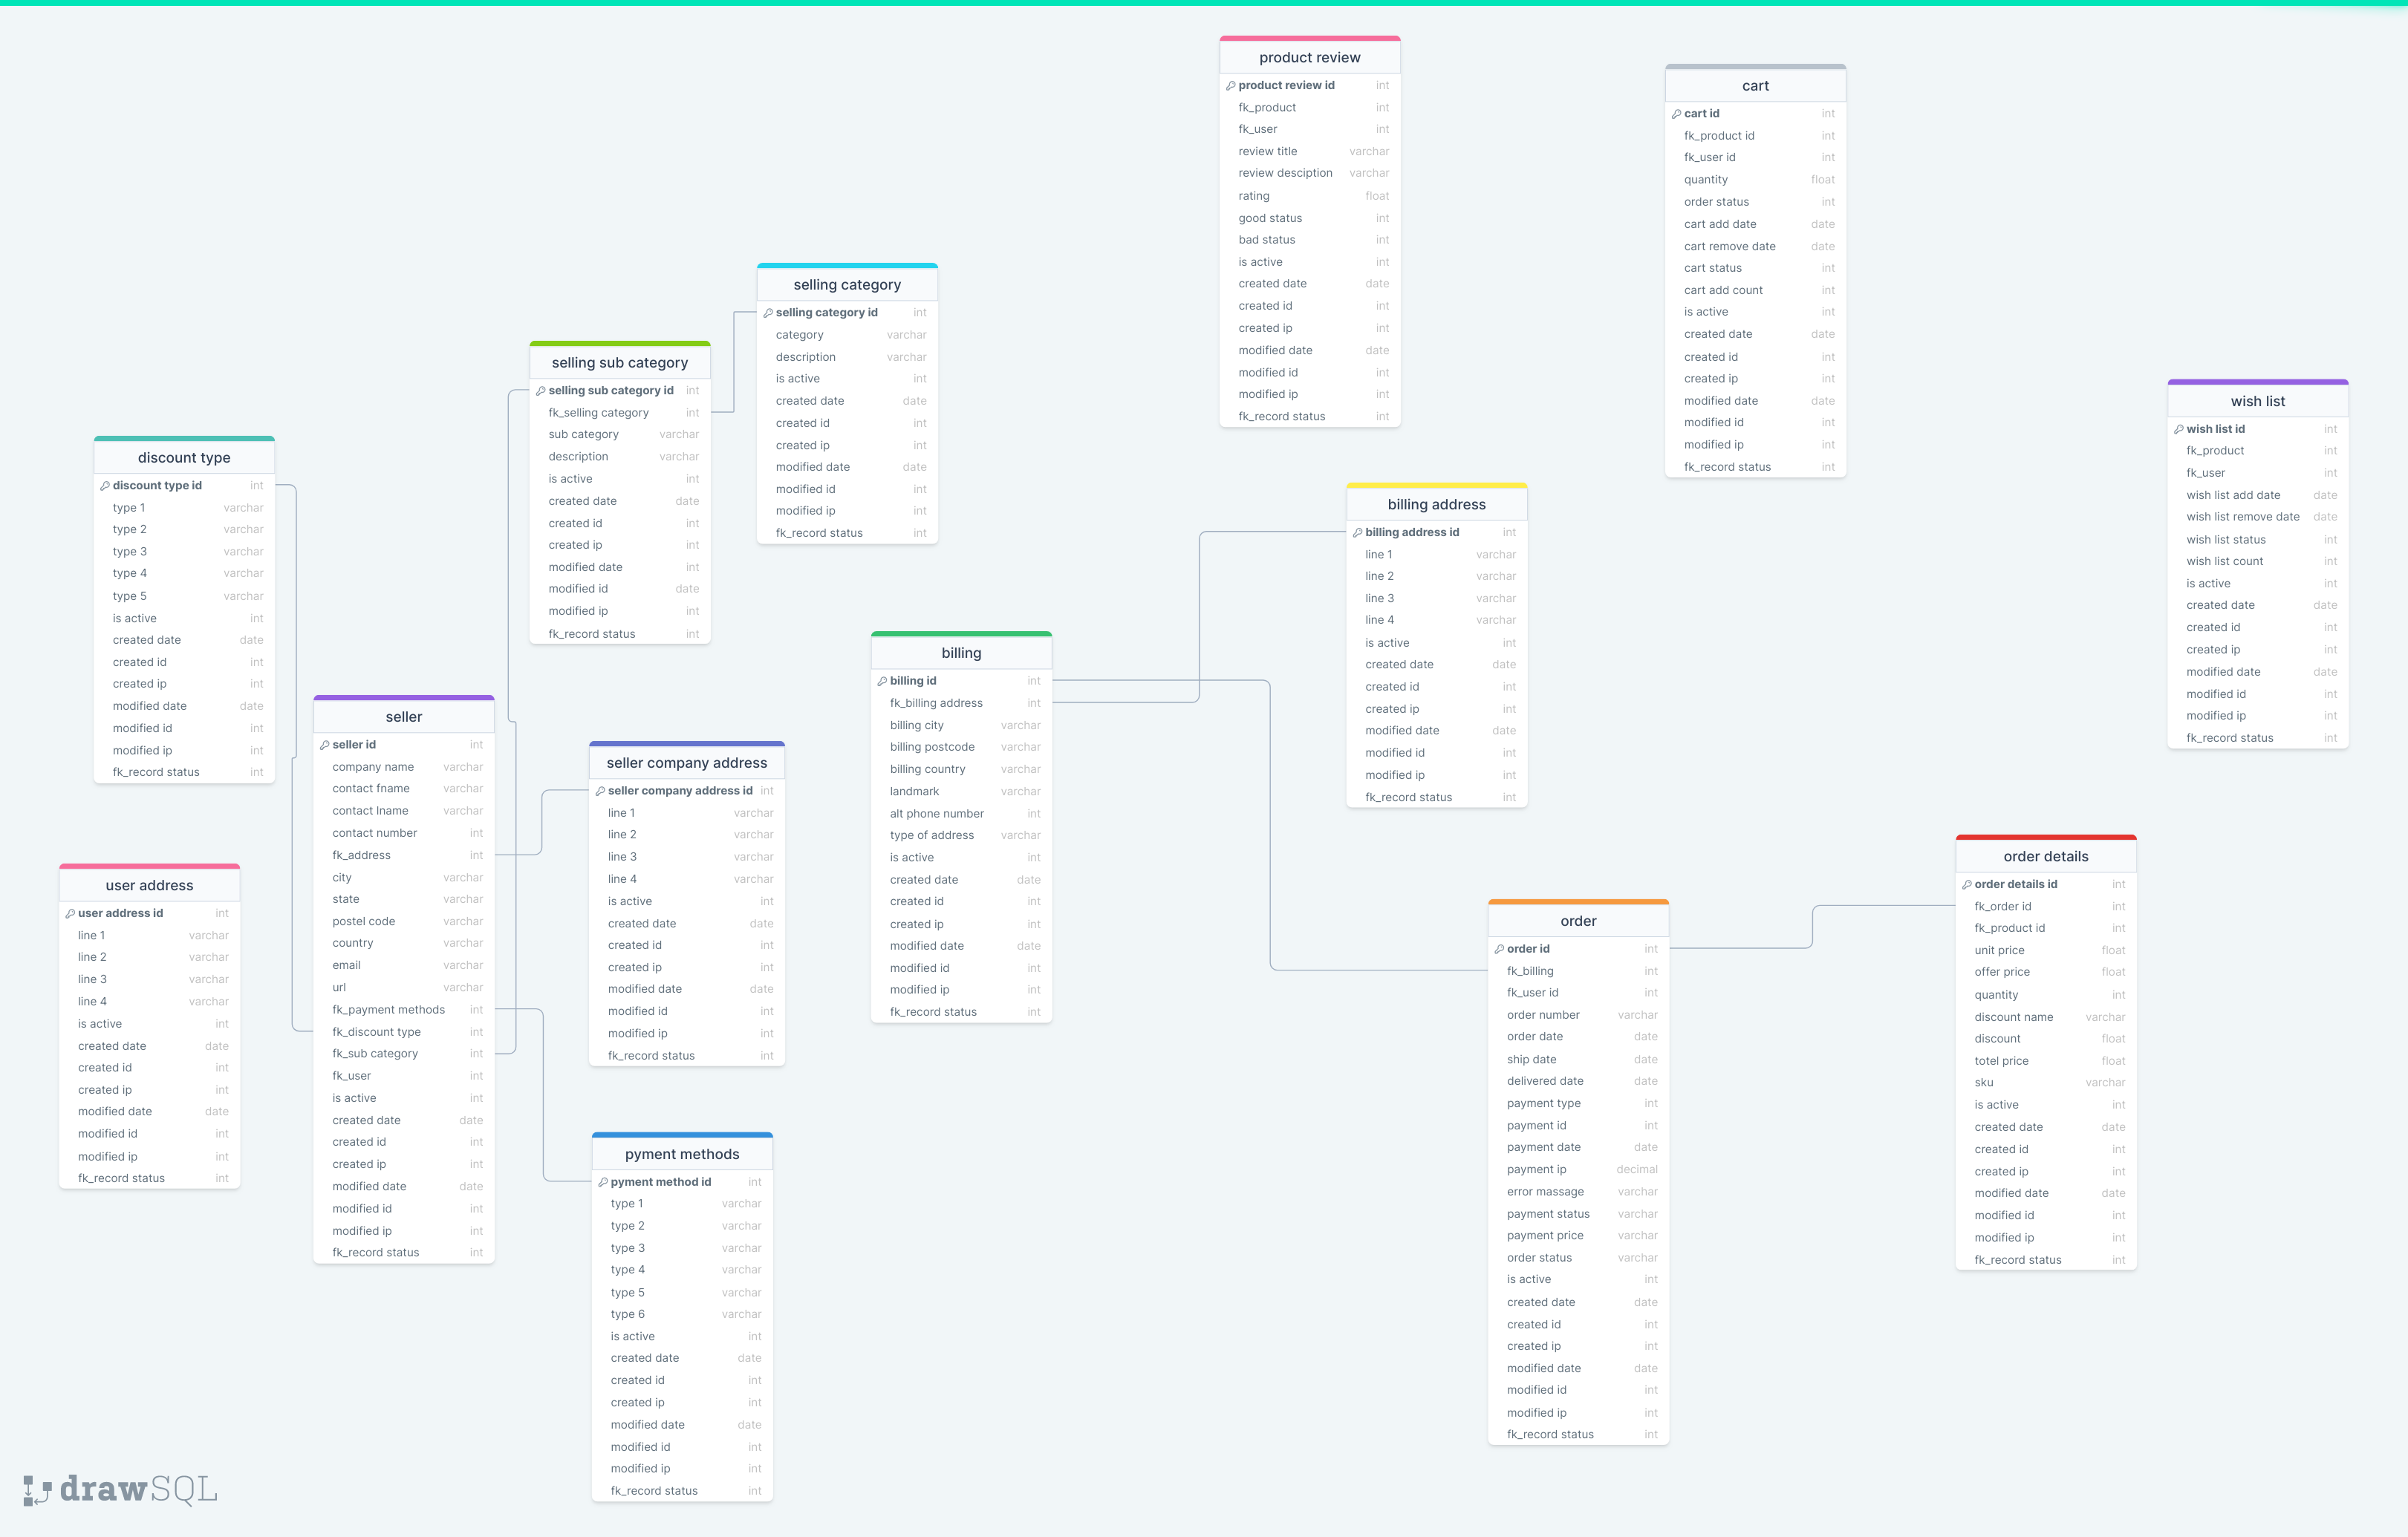 product review
product review id int
fk_product int
fk_user int
review title varchar
review desciption varchar
rating float
good status int
bad status int
is active int
created date date
created id int
created ip int
modified date date
modified id int
modified ip int
fk_record status int
cart
cart id int
fk_product id int
fk_user id int
quantity float
order status int
cart add date date
cart remove date date
cart status int
cart add count int
is active int
created date date
created id int
created ip int
modified date date
modified id int
modified ip int
fk_record status int
selling category
selling category id int
category varchar
description varchar
is active int
created date date
created id int
created ip int
modified date date
modified id int
modified ip int
fk_record status int
selling sub category
selling sub category id int
fk_selling category int
sub category varchar
description varchar
is active int
created date date
created id int
created ip int
modified date int
modified id date
modified ip int
fk_record status int
wish list
wish list id int
fk_product int
fk_user int
wish list add date date
wish list remove date date
wish list status int
wish list count int
is active int
created date date
created id int
created ip int
modified date date
modified id int
modified ip int
fk_record status int
discount type
discount type id int
type 1 varchar
type 2 varchar
type 3 varchar
type 4 varchar
type 5 varchar
is active int
created date date
created id int
created ip int
modified date date
modified id int
modified ip int
fk_record status int
billing address
billing address id int
line 1 varchar
line 2 varchar
line 3 varchar
line 4 varchar
is active int
created date date
created id int
created ip int
modified date date
modified id int
modified ip int
fk_record status int
billing
billing id int
fk_billing address int
billing city varchar
billing postcode varchar
billing country varchar
landmark varchar
alt phone number int
type of address varchar
is active int
created date date
created id int
created ip int
modified date date
modified id int
modified ip int
fk_record status int
seller
seller id int
company name varchar
contact fname varchar
contact lname varchar
contact number int
fk_address int
city varchar
state varchar
postel code varchar
country varchar
email varchar
url varchar
fk_payment methods int
fk_discount type int
fk_sub category int
fk_user int
is active int
created date date
created id int
created ip int
modified date date
modified id int
modified ip int
fk_record status int
seller company address
seller company address id int
line 1 varchar
line 2 varchar
line 3 varchar
line 4 varchar
is active int
created date date
created id int
created ip int
modified date date
modified id int
modified ip int
fk_record status int
order details
order details id int
fk_order id int
fk_product id int
unit price float
offer price float
quantity int
discount name varchar
discount float
totel price float
sku varchar
is active int
created date date
created id int
created ip int
modified date date
modified id int
modified ip int
fk_record status int
user address
user address id int
line 1 varchar
line 2 varchar
line 3 varchar
line 4 varchar
is active int
created date date
created id int
created ip int
modified date date
modified id int
modified ip int
fk_record status int
order
order id int
fk_billing int
fk_user id int
order number varchar
order date date
ship date date
delivered date date
payment type int
payment id int
payment date date
payment ip decimal
error massage varchar
payment status varchar
payment price varchar
order status varchar
is active int
created date date
created id int
created ip int
modified date date
modified id int
modified ip int
fk_record status int
pyment methods
pyment method id int
type 1 varchar
type 2 varchar
type 3 varchar
type 4 varchar
type 5 varchar
type 6 varchar
is active int
created date date
created id int
created ip int
modified date date
modified id int
modified ip int
fk_record status int
drawSQL